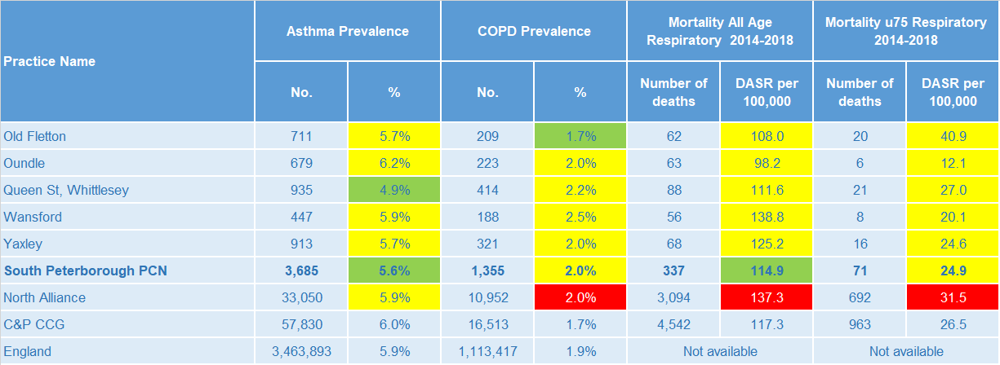 Practice Name
Asthma Prevalence
COPD Prevalence
Mortality All Age
Respiratory 2014-2018
Mortality u75 Respiratory
2014-2018
No.
%
No.
%
Number of
deaths
DASR per
100,000
Number of
deaths
DASR per
100,000
Old Fletton 711 5.7% 209 1.7% 62 108.0 20 40.9
Oundle 679 6.2% 223 2.0% 63 98.2 6 12.1
Queen St, Whittlesey 935 4.9% 414 2.2% 88 111.6 21 27.0
Wansford 447 5.9% 188 2.5% 56 138.8 8 20.1
Yaxley 913 5.7% 321 2.0% 68 125.2 16 24.6
South Peterborough PCN 3,685 5.6% 1,355 2.0% 337 114.9 71 24.9
North Alliance 33,050 5.9% 10,952 2.0% 3,094 137.3 692 31.5
C&P CCG 57,830 6.0% 16,513 1.7% 4,542 117.3 963 26.5
England 3,463,893 5.9% 1,113,417 1.9% Not available Not available